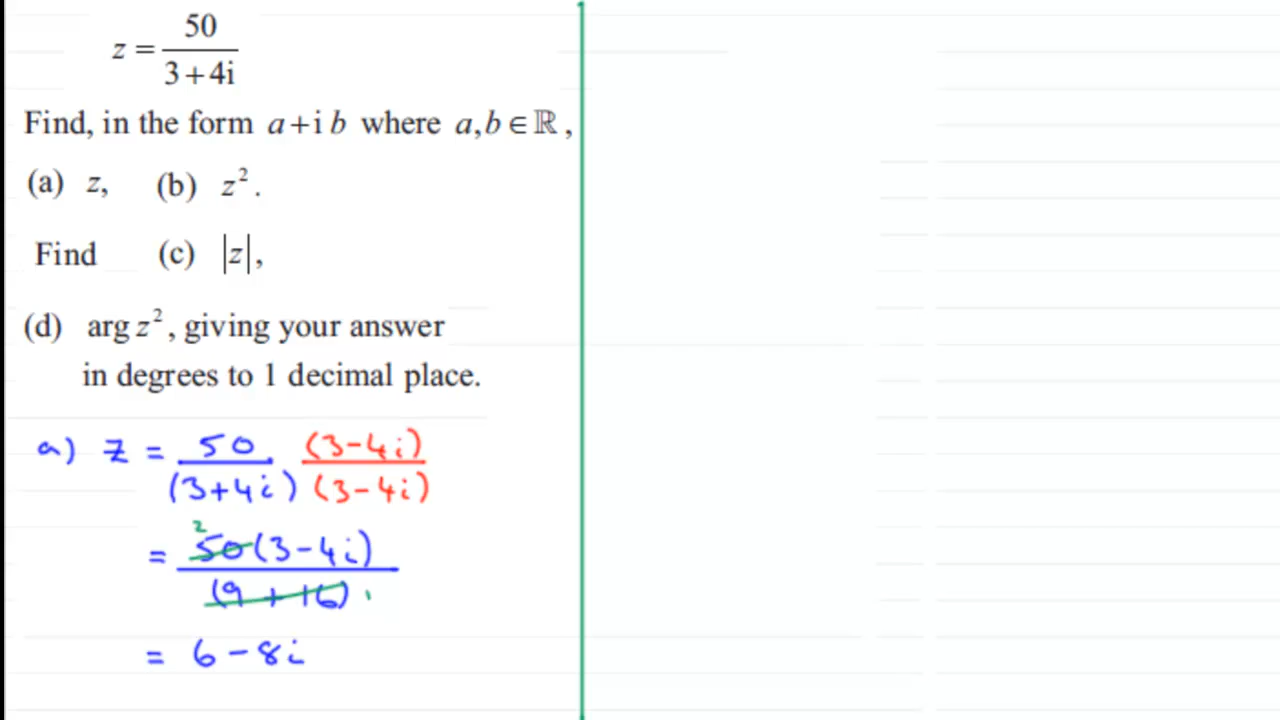 z = 50 / (3 + 4i)
Find, in the form a + i b where a, b ∈ ℝ,
(a) z, (b) z².
Find (c) |z|,
(d) arg z², giving your answer
in degrees to 1 decimal place.
a) z = 50 / (3+4i) (3-4i) / (3-4i)
= 2 50(3-4i) / (9+16) 1
= 6 - 8i